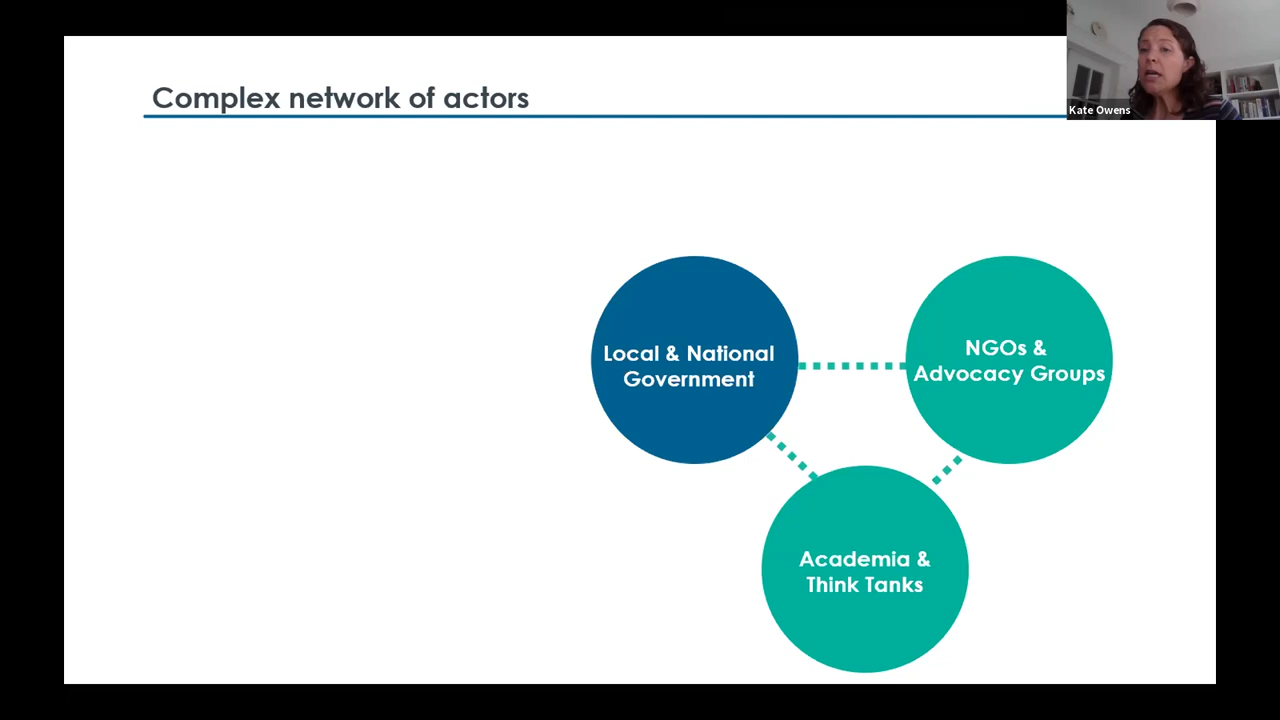 Complex network of actors
Kate Owens
Local & National
Government
NGOs &
Advocacy Groups
Academia &
Think Tanks